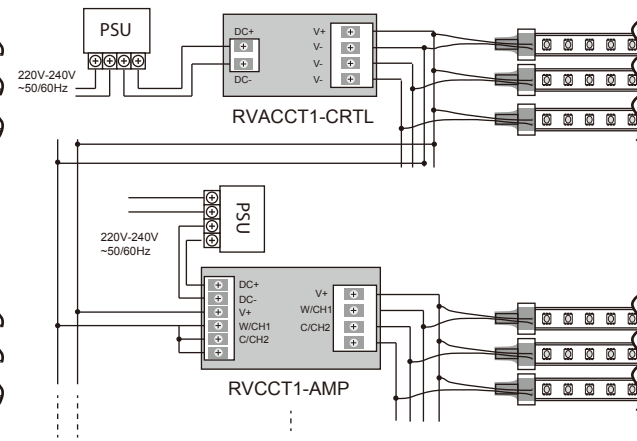 PSU
220V-240V
~50/60Hz
DC+
DC-
V+
V-
V-
V-
RVACCT1-CRTL
220V-240V
~50/60Hz
PSU
DC+
DC-
V+
W/CH1
C/CH2
V+
W/CH1
C/CH2
RVCCT1-AMP